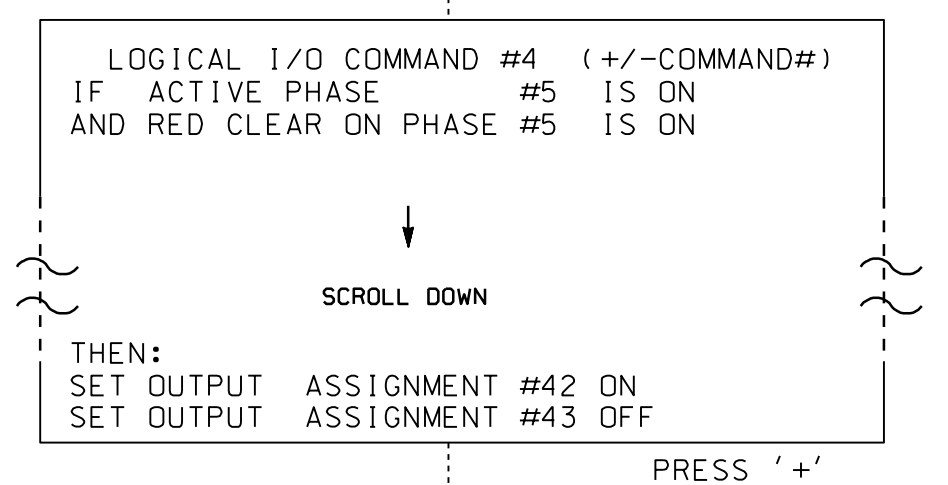 LOGICAL I/O COMMAND #4 (+/-COMMAND#)
IF ACTIVE PHASE #5 IS ON
AND RED CLEAR ON PHASE #5 IS ON
SCROLL DOWN
THEN:
SET OUTPUT ASSIGNMENT #42 ON
SET OUTPUT ASSIGNMENT #43 OFF
PRESS '+'